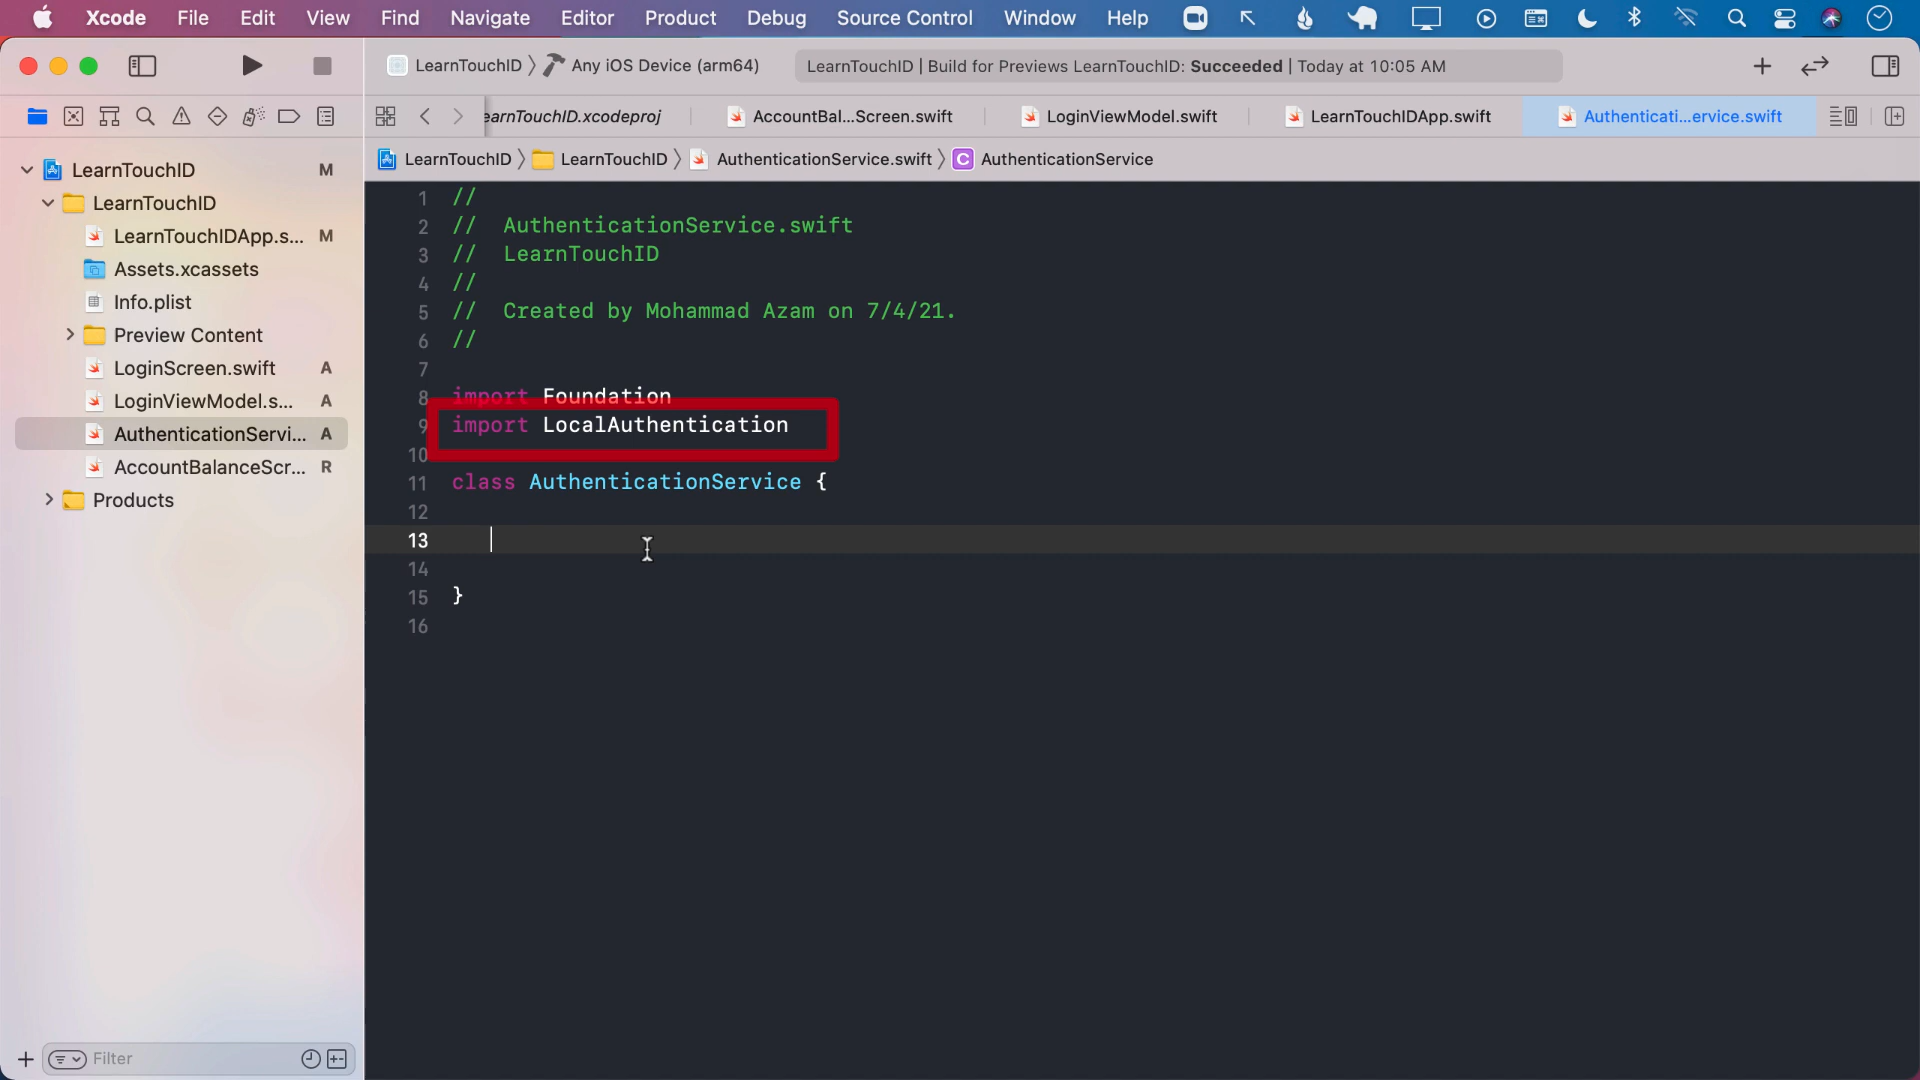 Xcode File Edit View Find Navigate Editor Product Debug Source Control Window Help
LearnTouchID Any iOS Device (arm64) LearnTouchID | Build for Previews LearnTouchID: Succeeded | Today at 10:05 AM
earnTouchID.xcodeproj AccountBal...Screen.swift LoginViewModel.swift LearnTouchIDApp.swift Authenticati...ervice.swift
LearnTouchID LearnTouchID AuthenticationService.swift C AuthenticationService
LearnTouchID M
LearnTouchID
LearnTouchIDApp.s... M
Assets.xcassets
Info.plist
Preview Content
LoginScreen.swift A
LoginViewModel.s... A
AuthenticationServi... A
AccountBalanceScr... R
Products
Filter
1 //
2 // AuthenticationService.swift
3 // LearnTouchID
4 //
5 // Created by Mohammad Azam on 7/4/21.
6 //
7
8 import Foundation
9 import LocalAuthentication
10
11 class AuthenticationService {
12
13
14
15 }
16